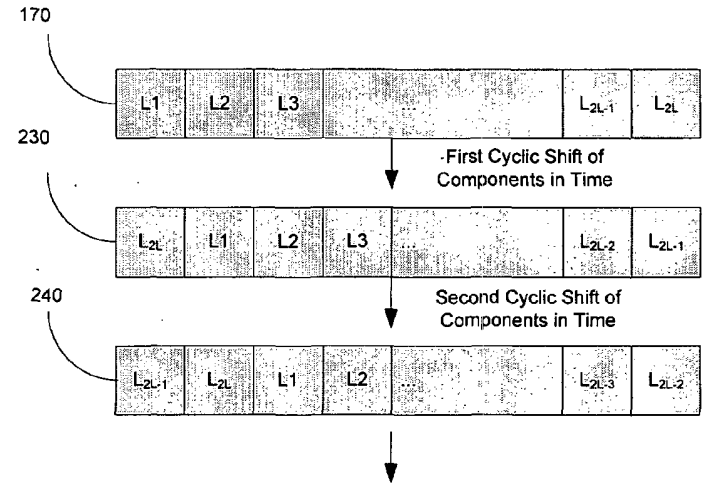 170
L1 L2 L3 ... L2L-1 L2L
First Cyclic Shift of
Components in Time
230
L2L L1 L2 L3 ... L2L-2 L2L-1
Second Cyclic Shift of
Components in Time
240
L2L-1 L2L L1 L2 ... L2L-3 L2L-2